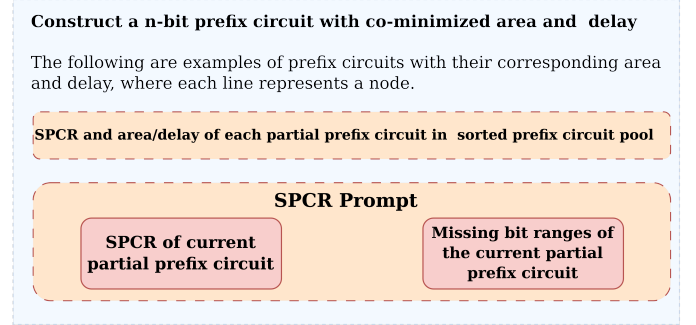 Construct a n-bit prefix circuit with co-minimized area and delay
The following are examples of prefix circuits with their corresponding area
and delay, where each line represents a node.
SPCR and area/delay of each partial prefix circuit in sorted prefix circuit pool
SPCR Prompt
SPCR of current
partial prefix circuit
Missing bit ranges of
the current partial
prefix circuit